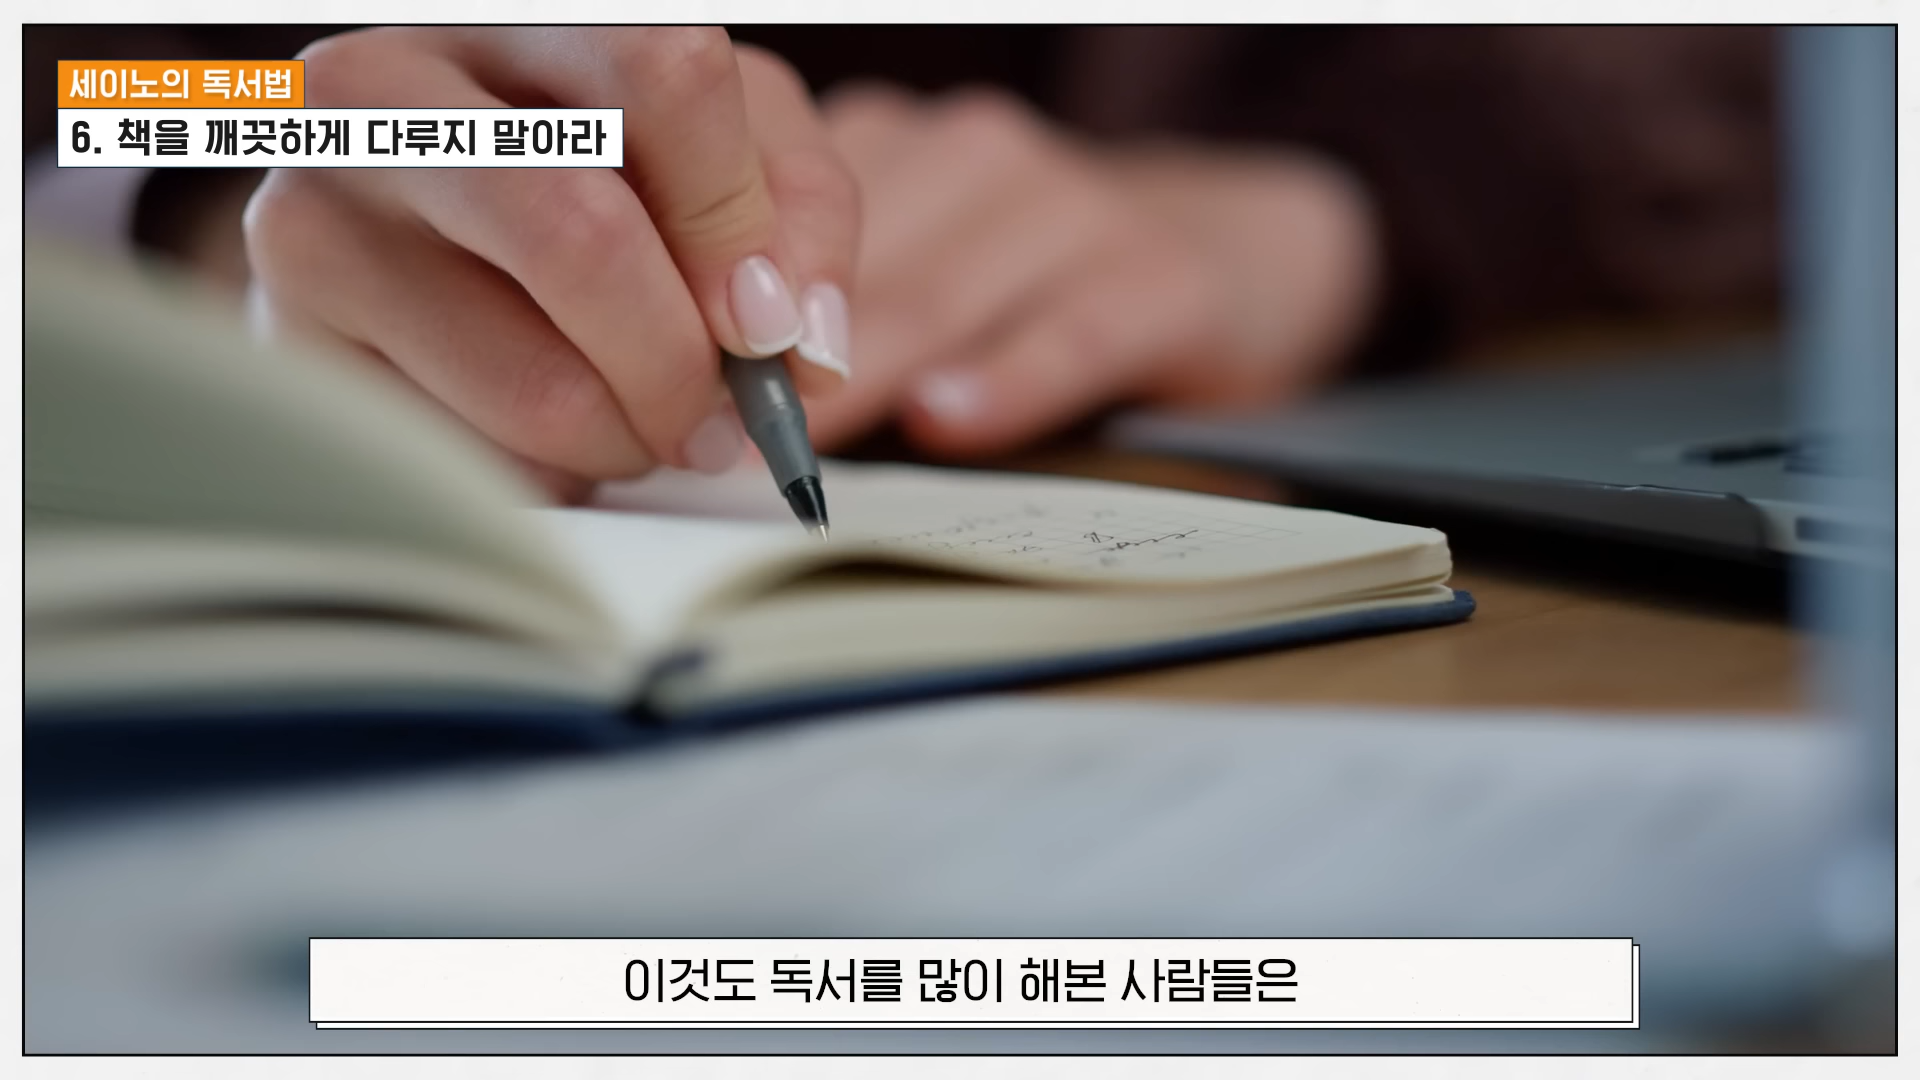 세이노의 독서법
6. 책을 깨끗하게 다루지 말아라
이것도 독서를 많이 해본 사람들은